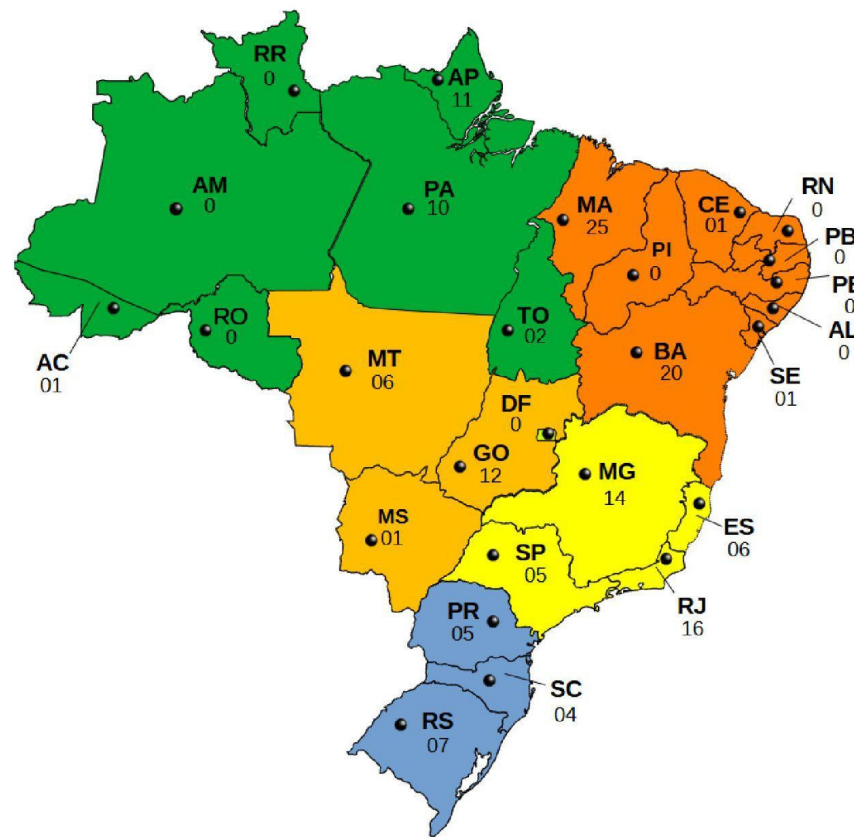 RR
0
AP
11
AM
0
PA
10
MA
25
CE
01
RN
0
PB
0
PI
0
PE
0
AL
0
SE
01
AC
01
RO
0
TO
02
MT
06
BA
20
DF
0
GO
12
MG
14
MS
01
ES
06
SP
05
RJ
16
PR
05
SC
04
RS
07